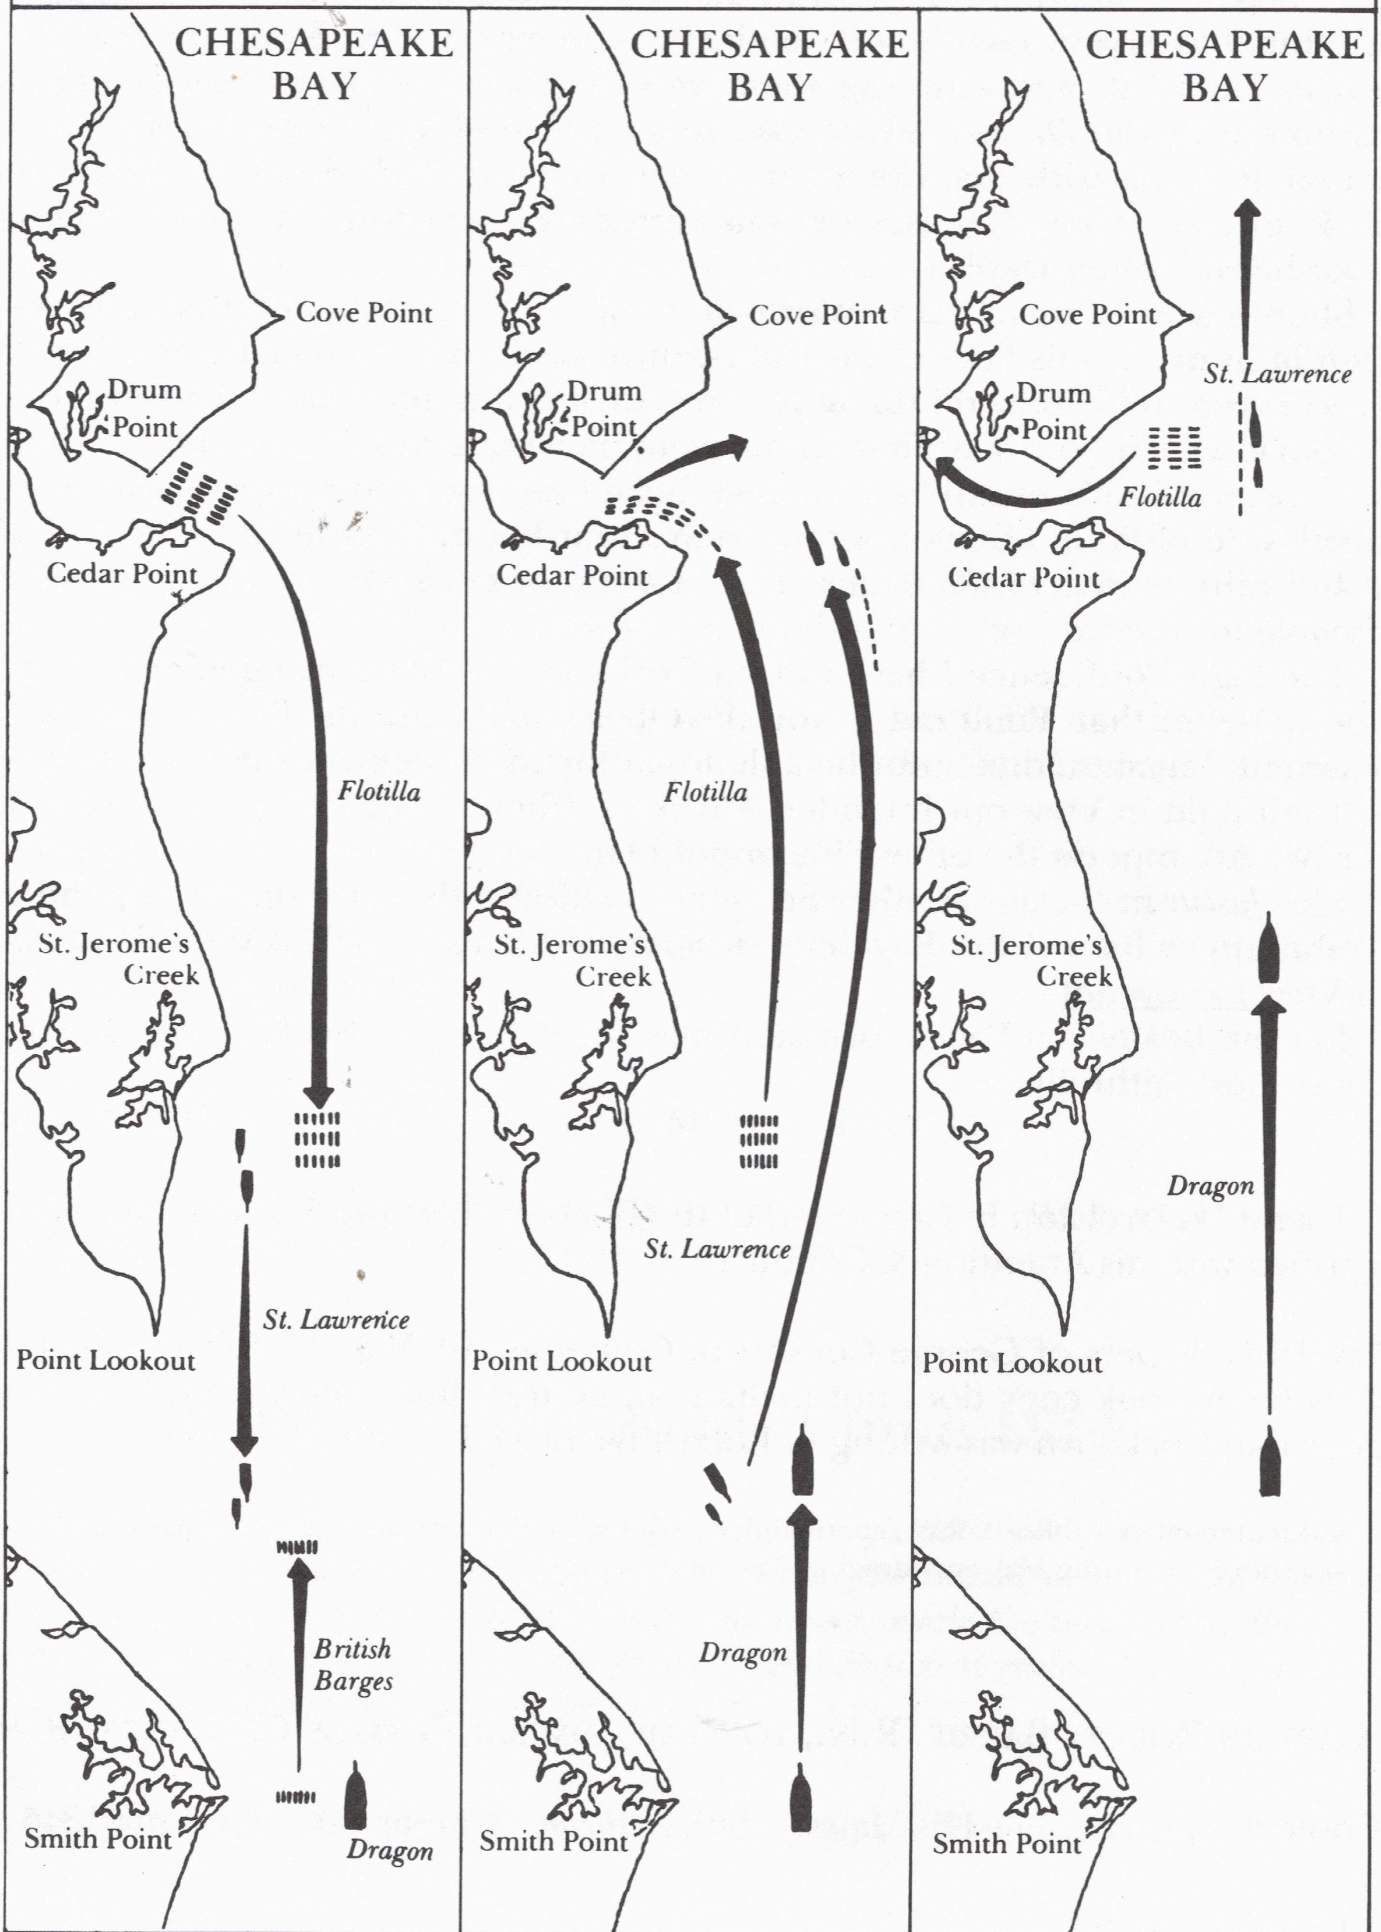 CHESAPEAKE
BAY
Cove Point
Drum
Point
Cedar Point
Flotilla
St. Jerome's
Creek
St. Lawrence
Point Lookout
British
Barges
Smith Point
Dragon
CHESAPEAKE
BAY
Cove Point
Drum
Point
Cedar Point
Flotilla
St. Jerome's
Creek
St. Lawrence
Point Lookout
Dragon
Smith Point
CHESAPEAKE
BAY
Cove Point
St. Lawrence
Drum
Point
Flotilla
Cedar Point
St. Jerome's
Creek
Dragon
Point Lookout
Smith Point